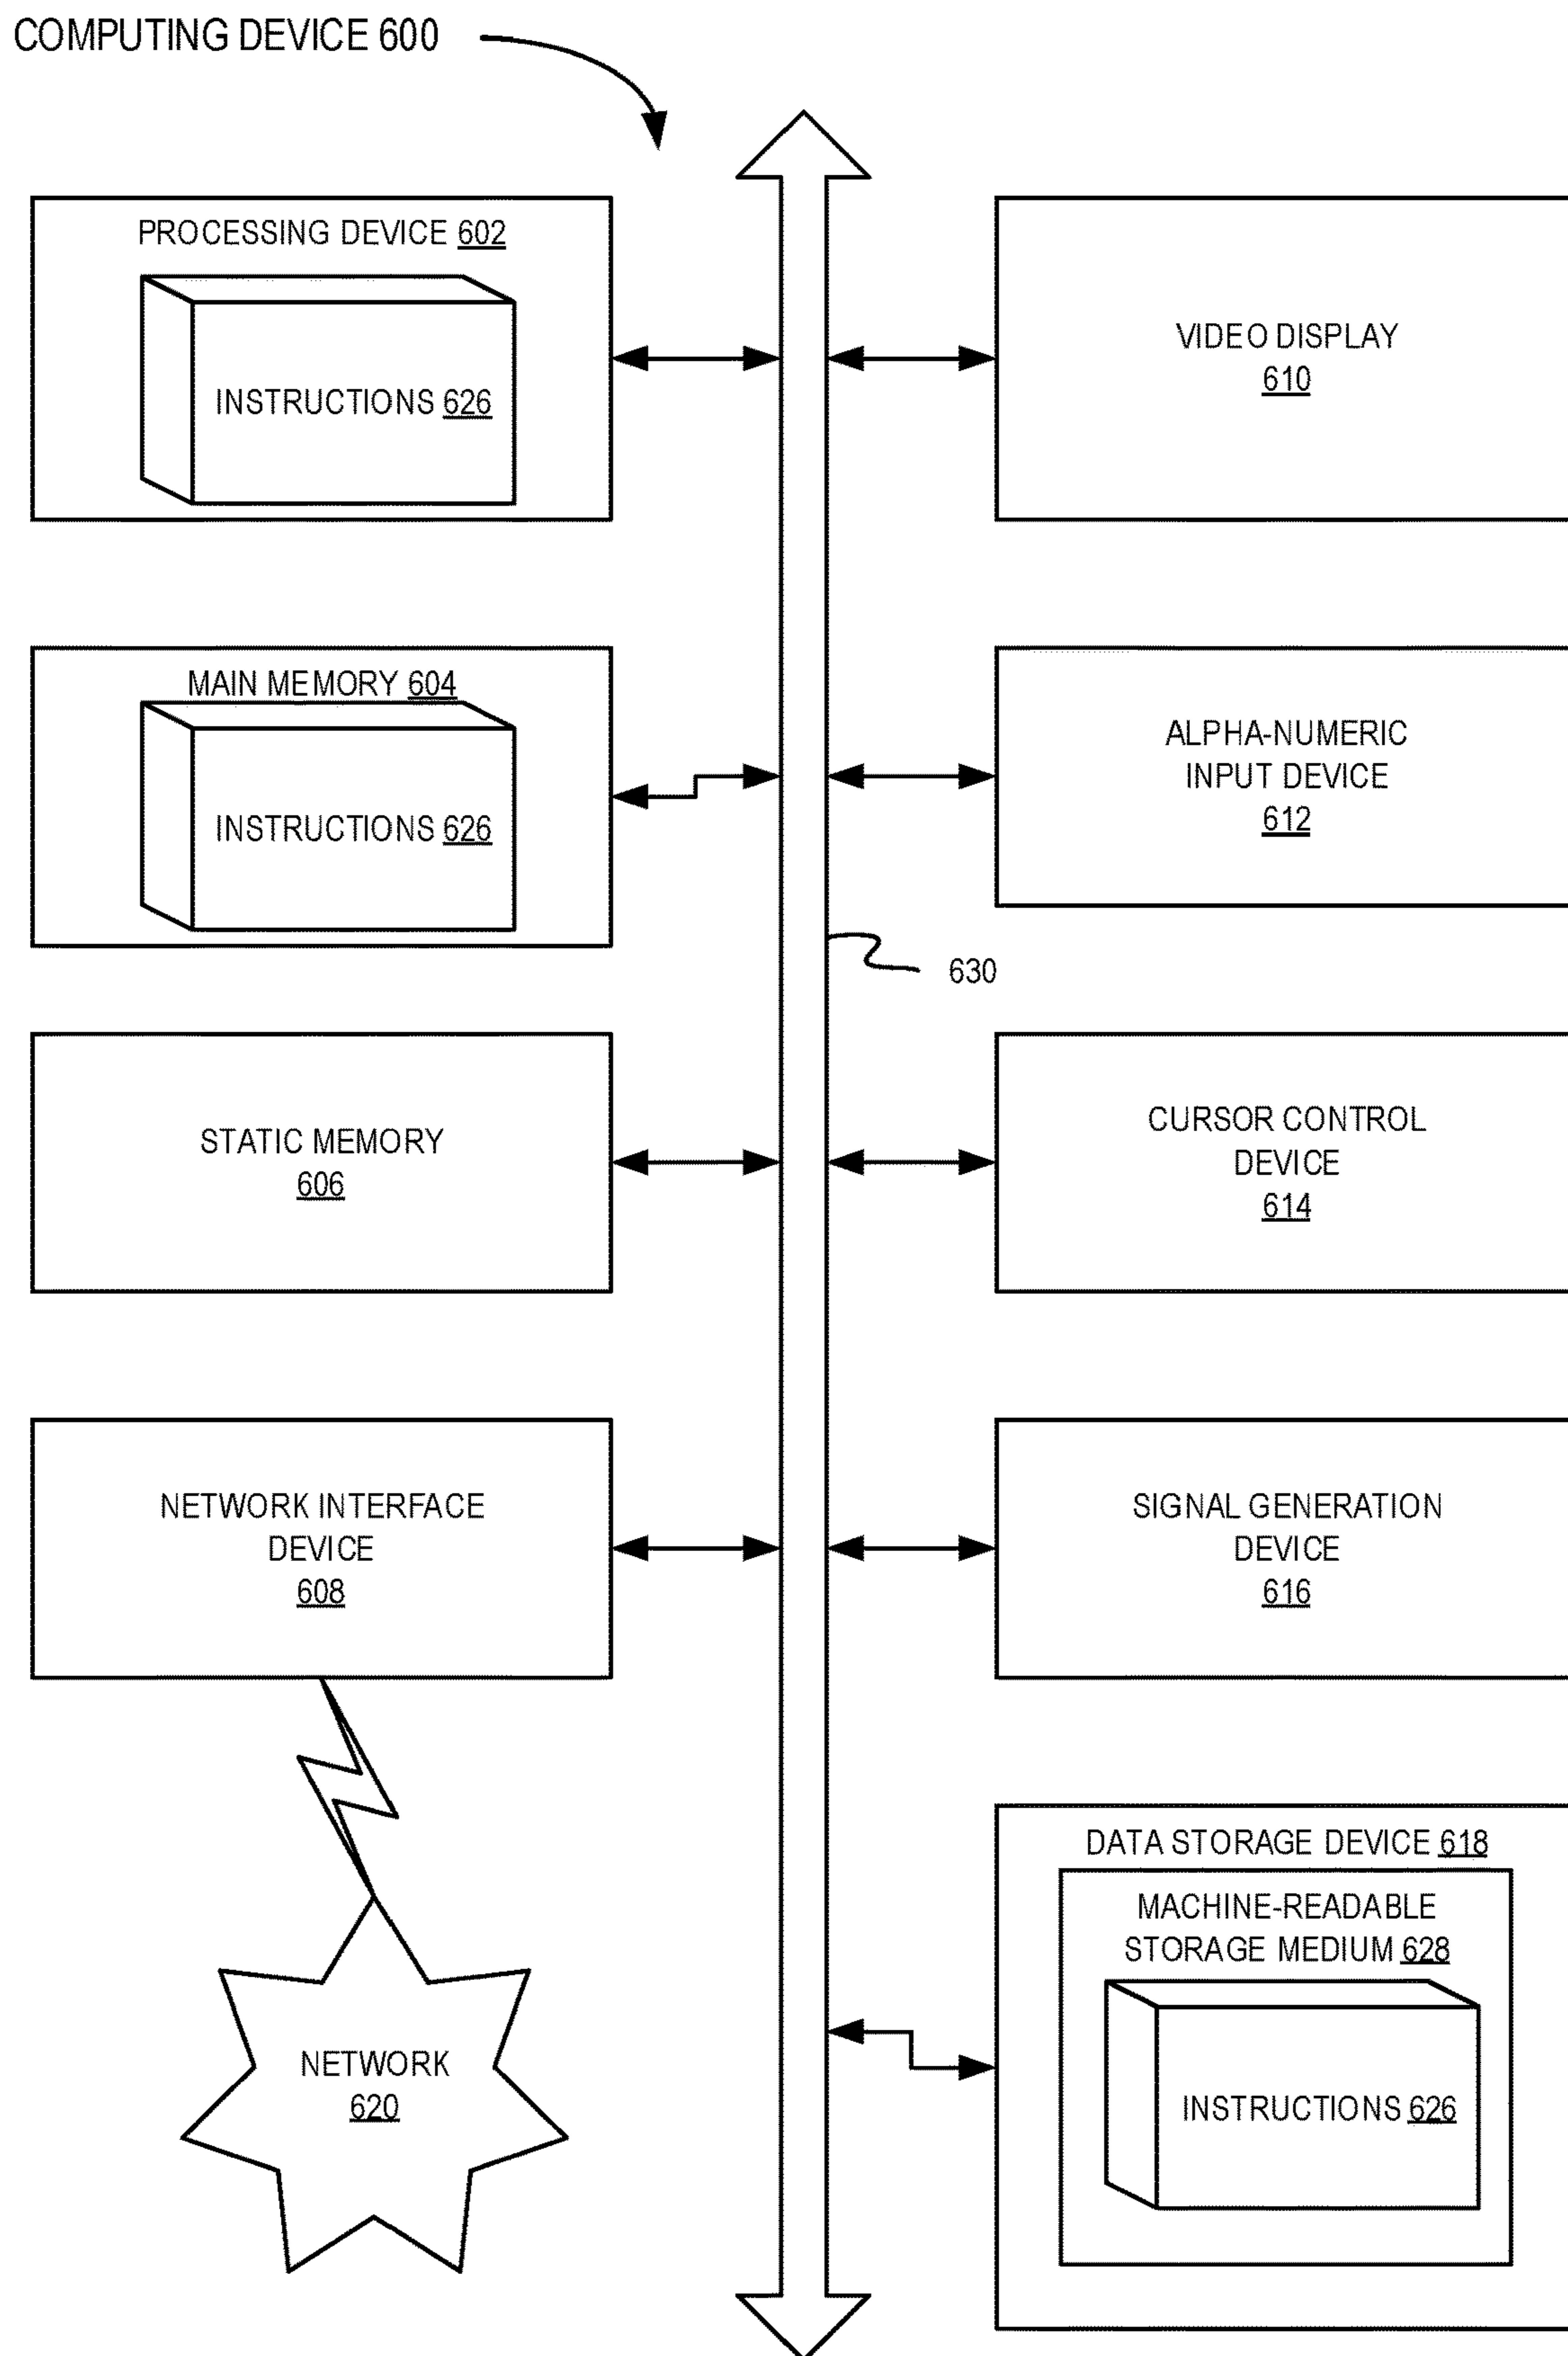 COMPUTING DEVICE 600
PROCESSING DEVICE 602
INSTRUCTIONS 626
VIDEO DISPLAY
610
MAIN MEMORY 604
INSTRUCTIONS 626
ALPHA-NUMERIC
INPUT DEVICE
612
630
STATIC MEMORY
606
CURSOR CONTROL
DEVICE
614
NETWORK INTERFACE
DEVICE
608
SIGNAL GENERATION
DEVICE
616
DATA STORAGE DEVICE 618
MACHINE-READABLE
STORAGE MEDIUM 628
INSTRUCTIONS 626
NETWORK
620